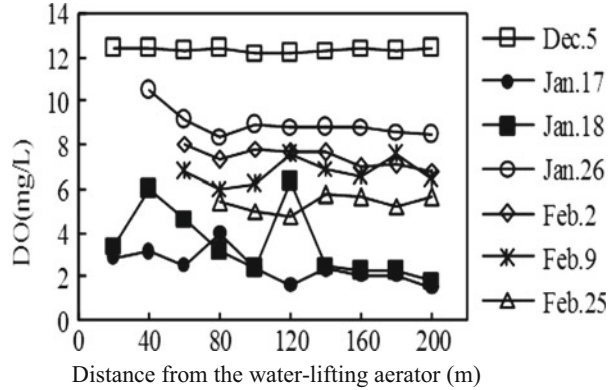 14
12
10
8
6
4
2
0
DO(mg/L)
0 40 80 120 160 200
Distance from the water-lifting aerator (m)
Dec.5
Jan.17
Jan.18
Jan.26
Feb.2
Feb.9
Feb.25